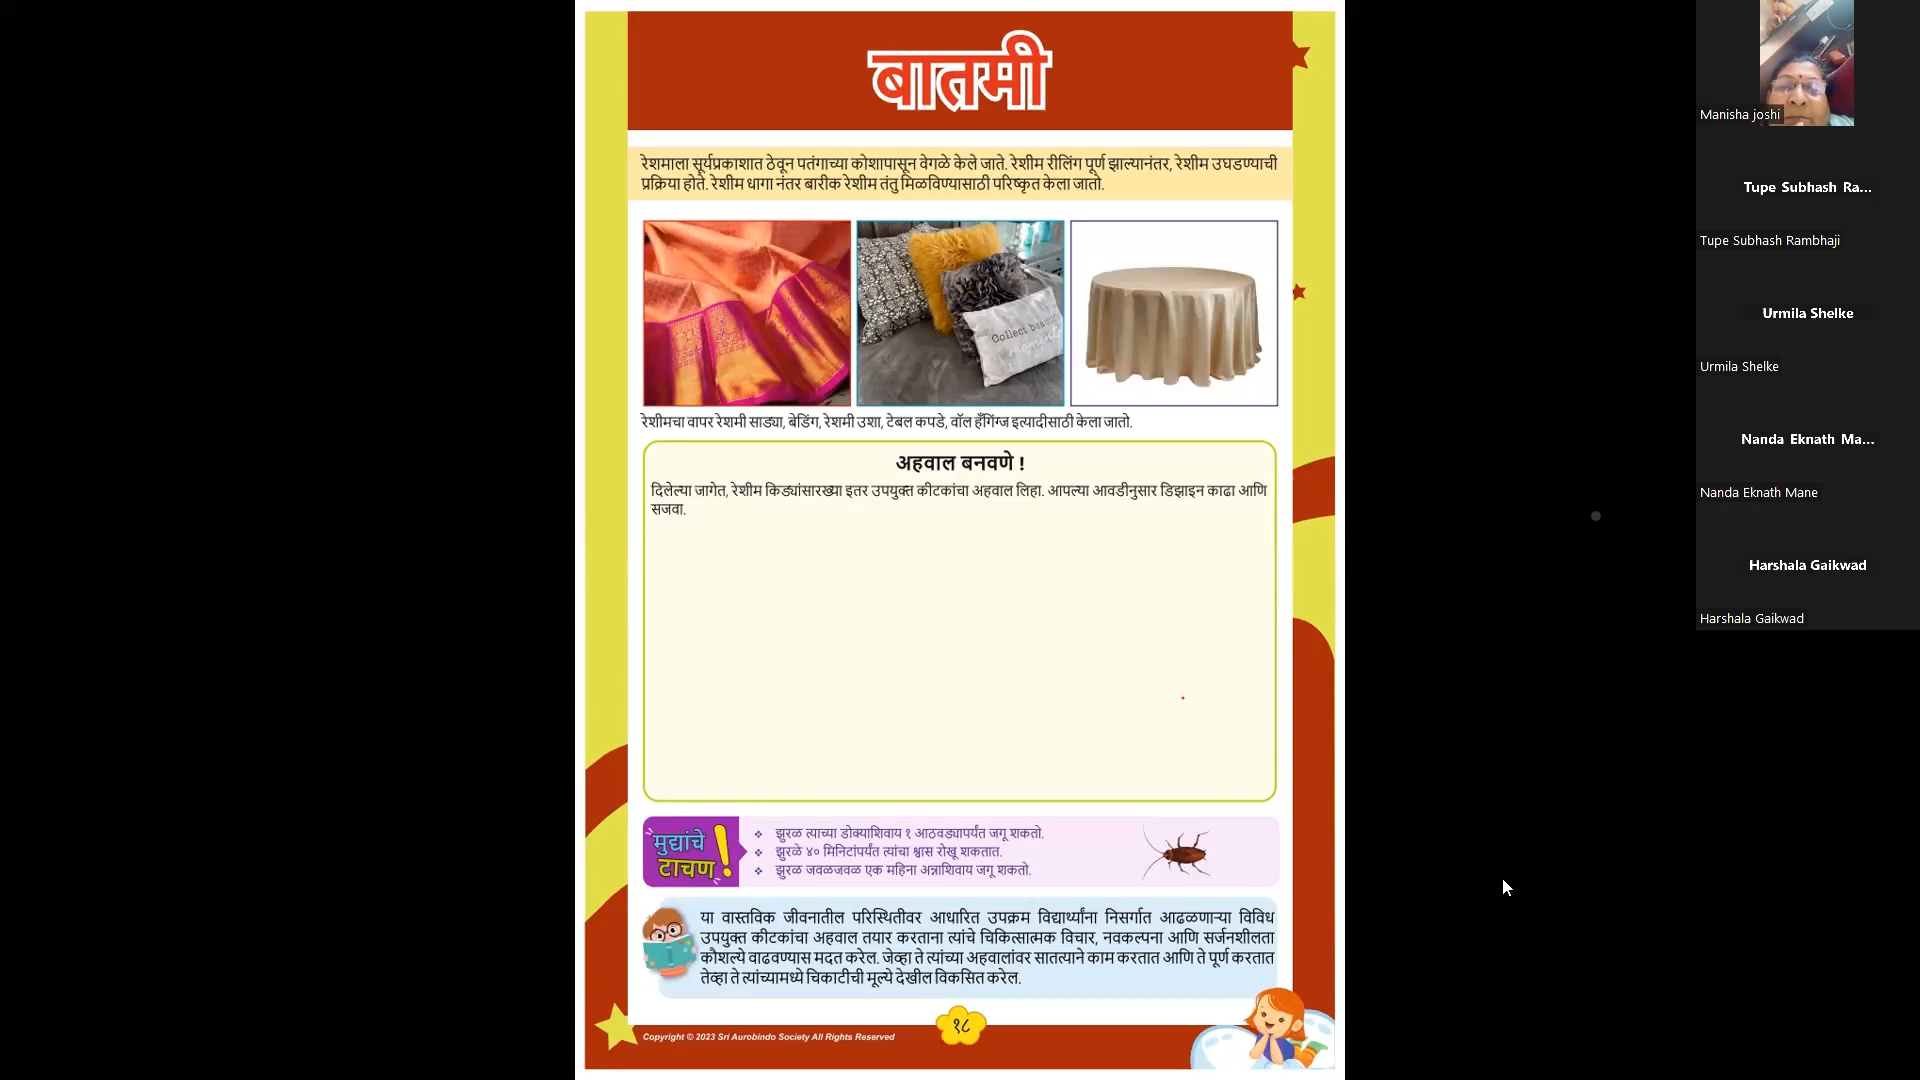 बातमी
रेशमाला सूर्यप्रकाशात ठेवून पतंगाच्या कोशापासून वेगळे केले जाते. रेशीम रीलिंग पूर्ण झाल्यानंतर, रेशीम उघडण्याची
प्रक्रिया होते. रेशीम धागा नंतर बारीक रेशीम तंतु मिळविण्यासाठी परिष्कृत केला जातो.
Collect beau
रेशीमचा वापर रेशमी साड्या, बेडिंग, रेशमी उशा, टेबल कपडे, वॉल हँगिंग्ज इत्यादीसाठी केला जातो.
अहवाल बनवणे !
दिलेल्या जागेत, रेशीम किड्यांसारख्या इतर उपयुक्त कीटकांचा अहवाल लिहा. आपल्या आवडीनुसार डिझाइन काढा आणि
सजवा.
मुद्यांचे
टाचण !
❖ झुरळ त्याच्या डोक्याशिवाय १ आठवड्यापर्यंत जगू शकतो.
❖ झुरळे ४० मिनिटांपर्यंत त्यांचा श्वास रोखू शकतात.
❖ झुरळ जवळजवळ एक महिना अन्नाशिवाय जगू शकतो.
या वास्तविक जीवनातील परिस्थितीवर आधारित उपक्रम विद्यार्थ्यांना निसर्गात आढळणाऱ्या विविध
उपयुक्त कीटकांचा अहवाल तयार करताना त्यांचे चिकित्सात्मक विचार, नवकल्पना आणि सर्जनशीलता
कौशल्ये वाढवण्यास मदत करेल. जेव्हा ते त्यांच्या अहवालांवर सातत्याने काम करतात आणि ते पूर्ण करतात
तेव्हा ते त्यांच्यामध्ये चिकाटीची मूल्ये देखील विकसित करेल.
Copyright © 2023 Sri Aurobindo Society All Rights Reserved
१८
Manisha joshi
Tupe Subhash Ra...
Tupe Subhash Rambhaji
Urmila Shelke
Urmila Shelke
Nanda Eknath Ma...
Nanda Eknath Mane
Harshala Gaikwad
Harshala Gaikwad